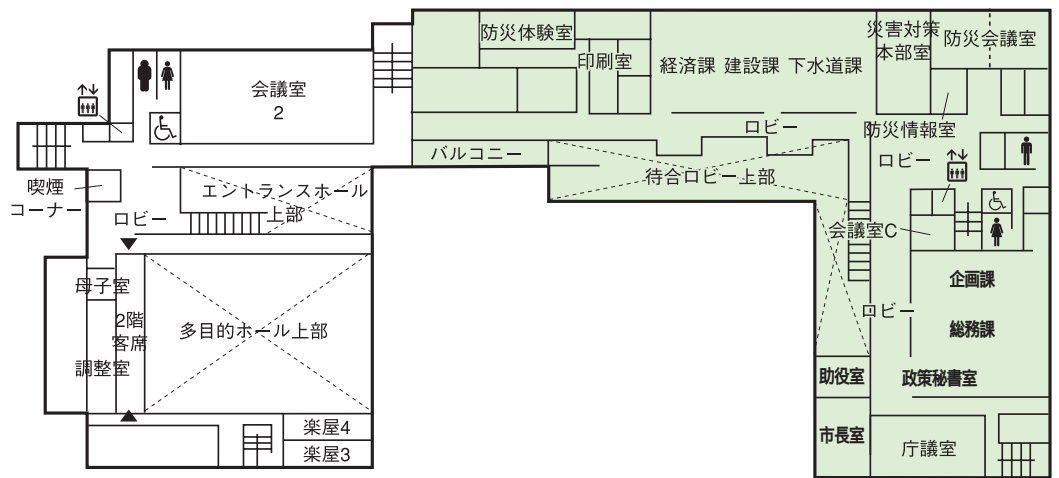 防災体験室
印刷室
経済課 建設課 下水道課
災害対策
本部室
防災会議室
会議室
2
ロビー
防災情報室
バルコニー
ロビー
待合ロビー上部
喫煙
コーナー
エントランスホール
上部
ロビー
会議室C
母子室
2階
客席
多目的ホール上部
調整室
企画課
ロビー
総務課
助役室
政策秘書室
楽屋4
楽屋3
市長室
庁議室